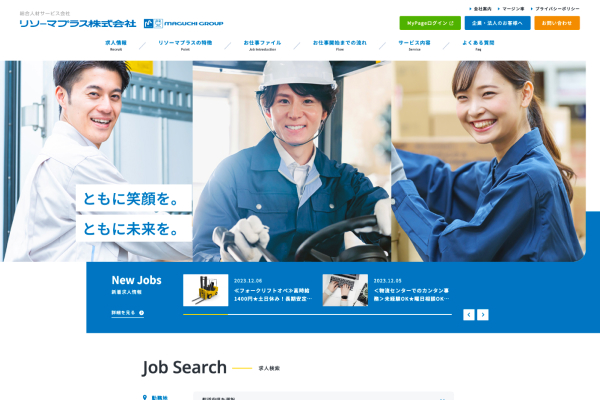 総合人材サービス会社
リソーマプラス株式会社
MAGUCHI GROUP
会社案内
マージン率
プライバシーポリシー
MyPageログイン
企業・法人のお客様へ
お問い合わせ
求人情報
Recruit
リソーマプラスの特徴
Point
お仕事ファイル
Job Introduction
お仕事開始までの流れ
Flow
サービス内容
Service
よくある質問
Faq
ともに笑顔を。
ともに未来を。
New Jobs
新着求人情報
詳細を見る
2023.12.06
≪フォークリフトオペ≫高時給
1400円★土日休み！長期安定…
2023.12.05
≪物流センターでのカンタン事
務≫未経験OK★曜日相談OK…
Job Search
求人検索
勤務地